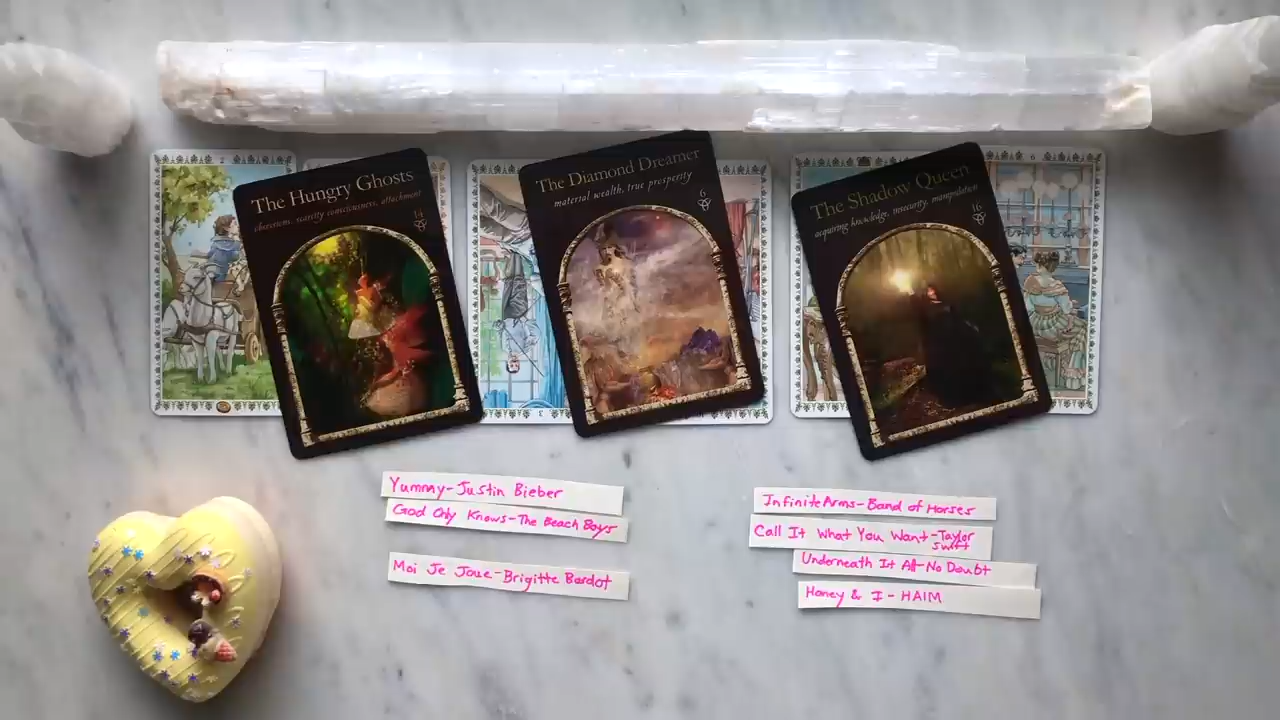 The Hungry Ghosts
obsession, scarcity consciousness, attachment
14
The Diamond Dreamer
material wealth, true prosperity
6
The Shadow Queen
acquiring knowledge, insecurity, manipulation
16
6
3
Yummy-Justin Bieber
God Only Knows-The Beach Boys
Moi Je Joue-Brigitte Bardot
Infinite Arms-Band of Horses
Call It What You Want-Taylor
Swift
Underneath It All-No Doubt
Honey & I-HAIM